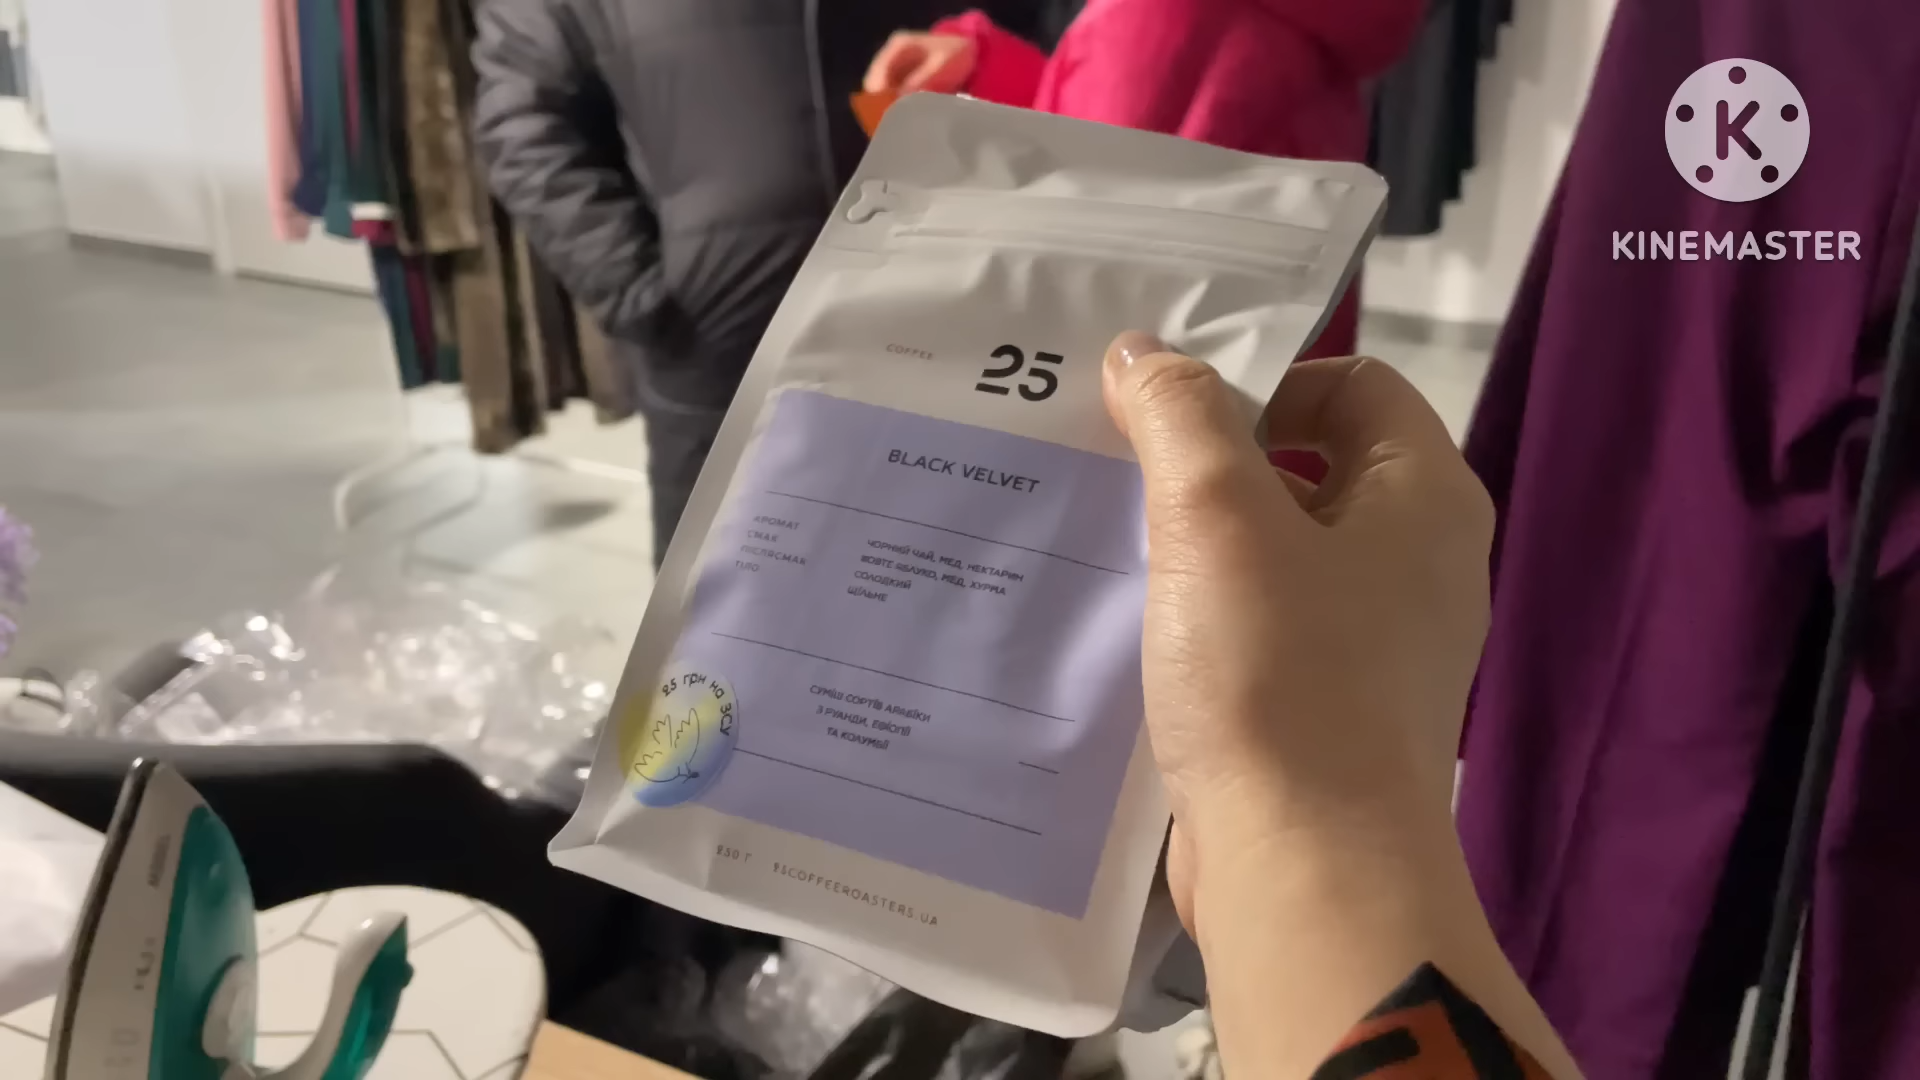 K
KINEMASTER
COFFEE
25
BLACK VELVET
АРОМАТ
СМАК
ПІСЛЯСМАК
ТІЛО
ЧОРНИЙ ЧАЙ, МЕД, НЕКТАРИН
ЖОВТЕ ЯБЛУКО, МЕД, ХУРМА
СОЛОДКИЙ
ЩІЛЬНЕ
25 грн на ЗСУ
СУМІШ СОРТІВ АРАБІКИ
З РУАНДИ, ЕФІОПІЇ
ТА КОЛУМБІЇ
250 Г
25COFFEEROASTERS.UA